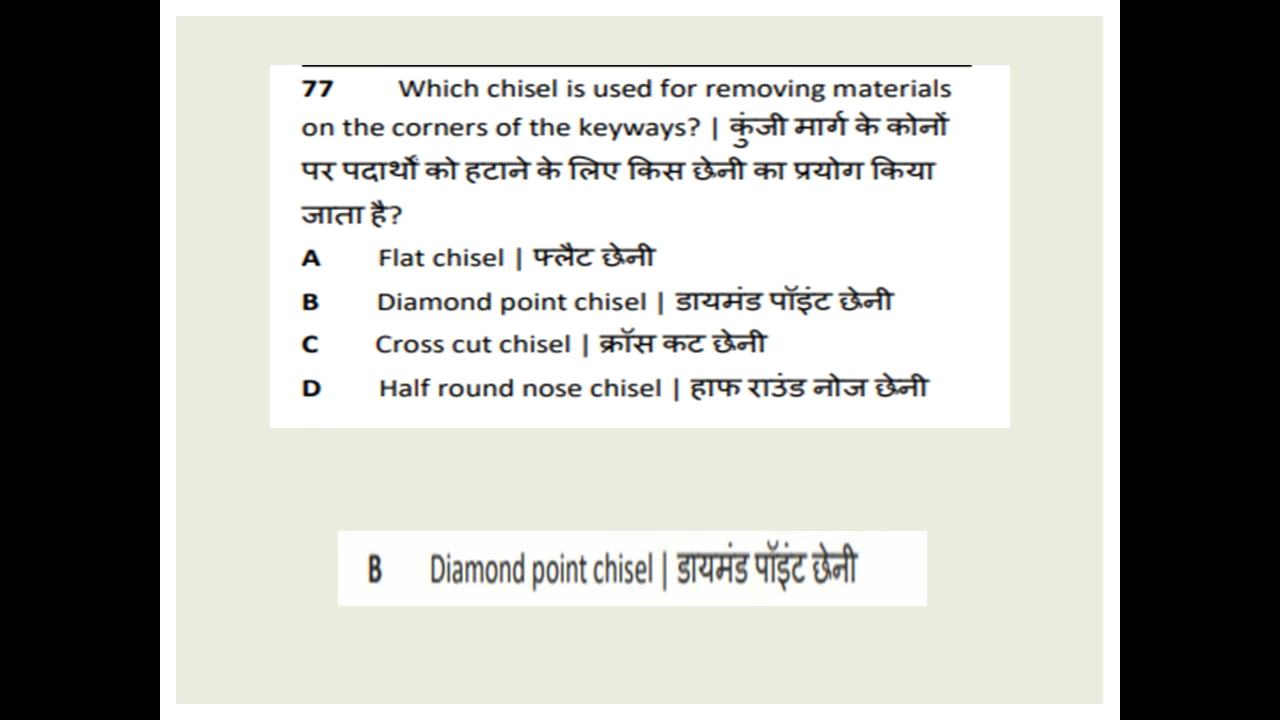 77 Which chisel is used for removing materials
on the corners of the keyways? | कुंजी मार्ग के कोनों
पर पदार्थों को हटाने के लिए किस छेनी का प्रयोग किया
जाता है?
A Flat chisel | फ्लैट छेनी
B Diamond point chisel | डायमंड पॉइंट छेनी
C Cross cut chisel | क्रॉस कट छेनी
D Half round nose chisel | हाफ राउंड नोज छेनी
B Diamond point chisel | डायमंड पॉइंट छेनी